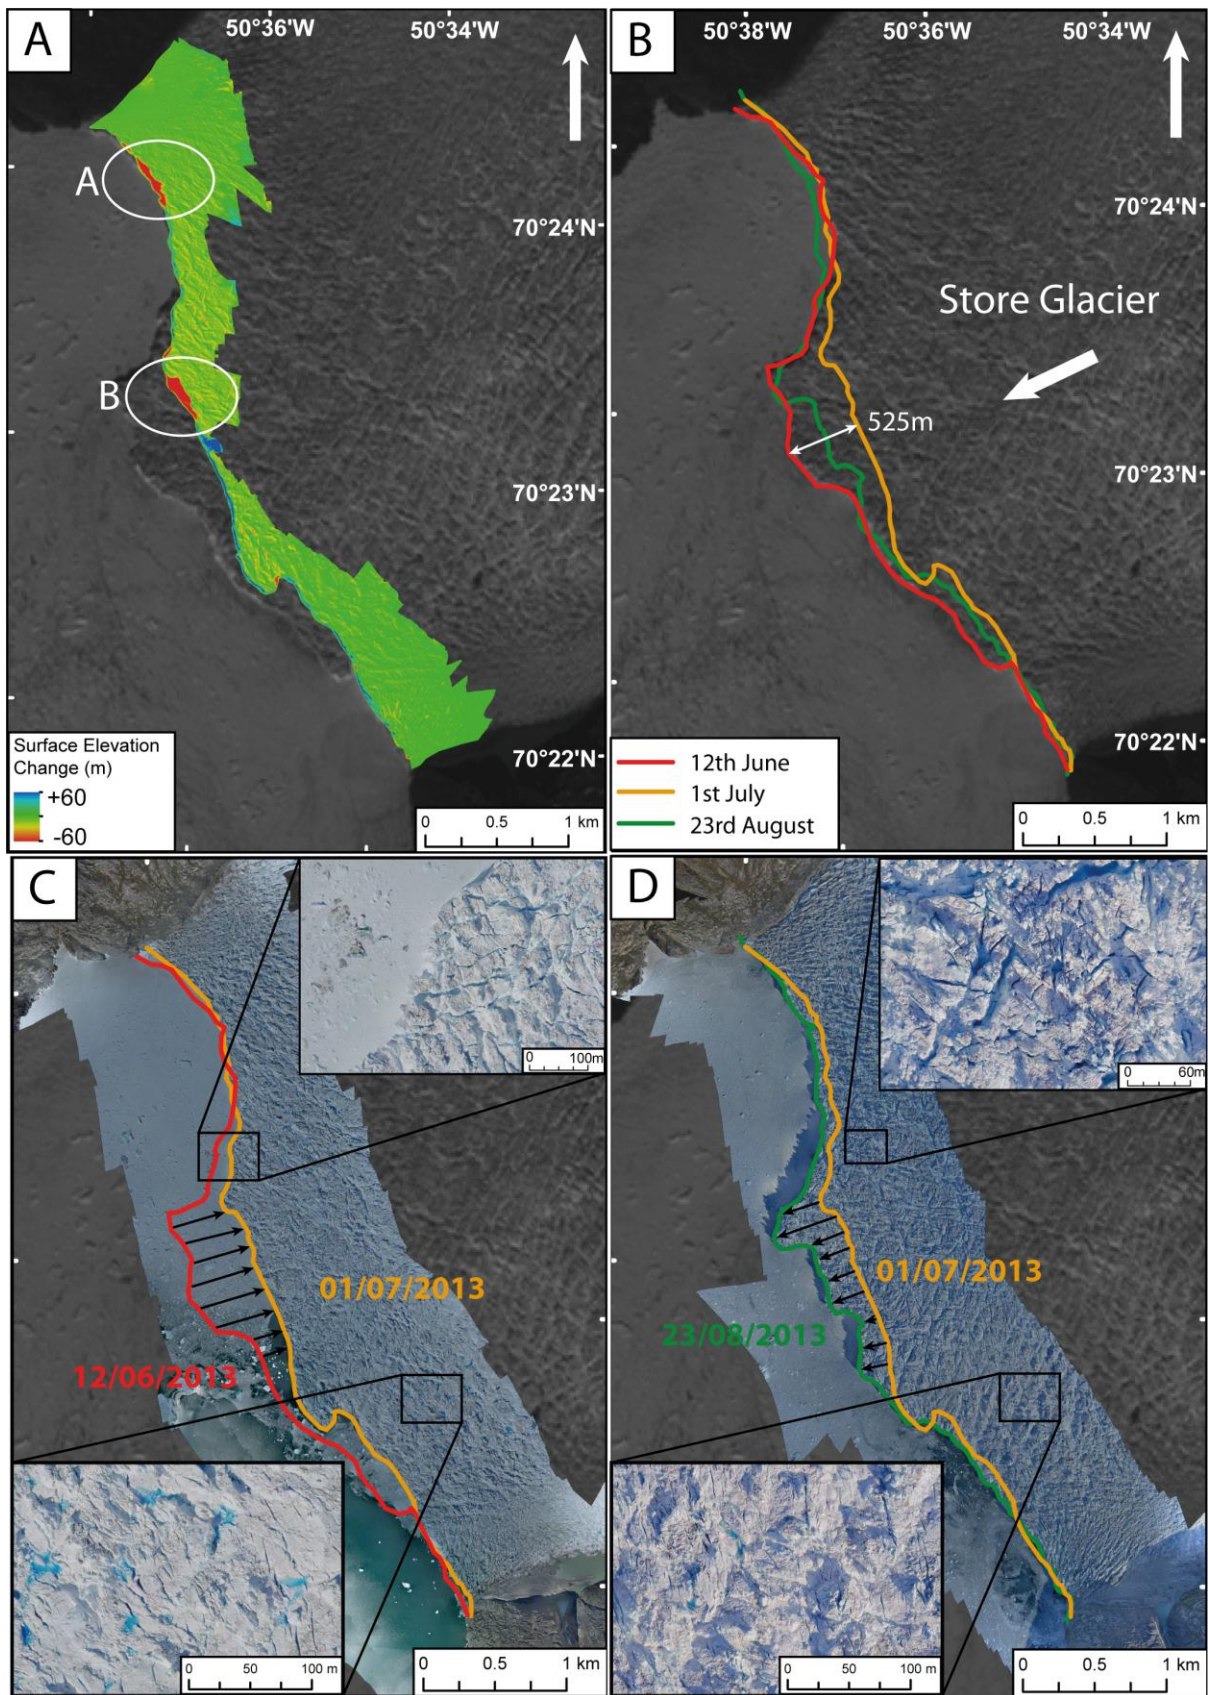 A
50°36'W
50°34'W
A
70°24'N
B
70°23'N
70°22'N
Surface Elevation
Change (m)
+60
-60
0 0.5 1 km
B
50°38'W
50°36'W
50°34'W
70°24'N
Store Glacier
525m
70°23'N
70°22'N
12th June
1st July
23rd August
0 0.5 1 km
C
0 100m
01/07/2013
12/06/2013
0 50 100 m
0 0.5 1 km
D
0 60m
01/07/2013
23/08/2013
0 50 100 m
0 0.5 1 km